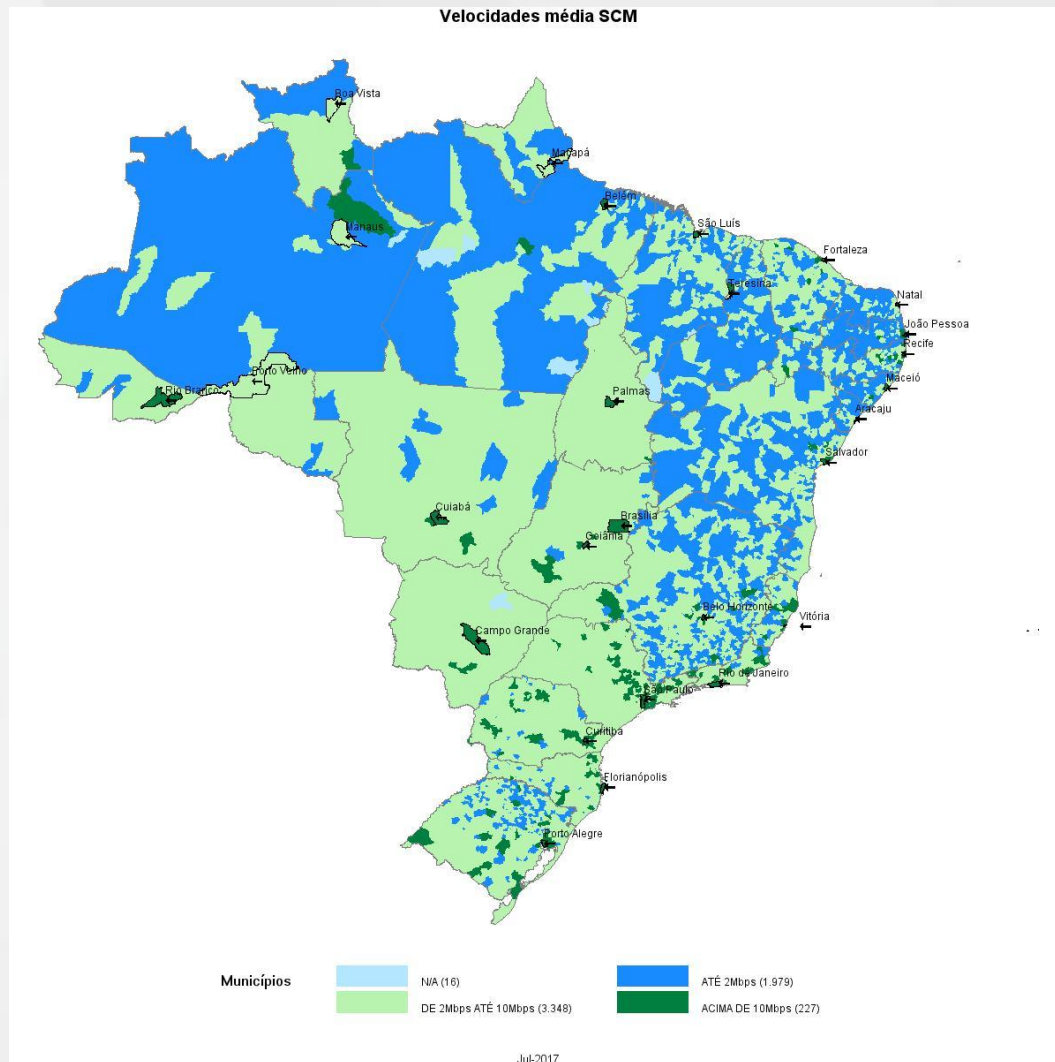 Velocidades média SCM
Boa Vista
Macapá
Belém
São Luís
Manaus
Fortaleza
Teresina
Natal
João Pessoa
Recife
Porto Velho
Rio Branco
Palmas
Maceió
Aracaju
Salvador
Cuiabá
Brasília
Goiânia
Belo Horizonte
Vitória
Campo Grande
Rio de Janeiro
São Paulo
Curitiba
Florianópolis
Porto Alegre
Municípios
N/A (16)
ATÉ 2Mbps (1.979)
DE 2Mbps ATÉ 10Mbps (3.348)
ACIMA DE 10Mbps (227)
Jul-2017